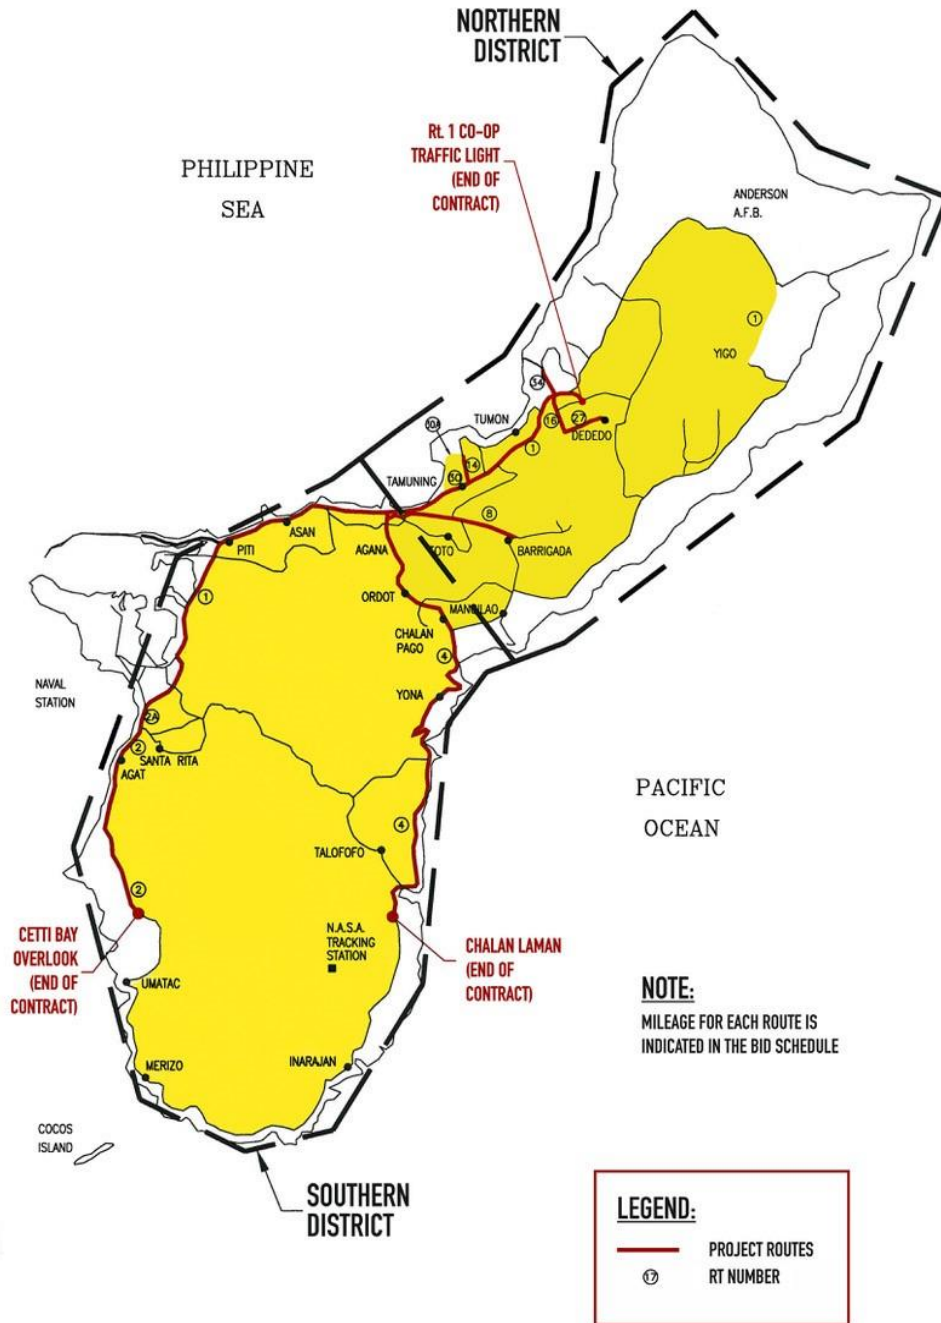 NORTHERN
DISTRICT
Rt. 1 CO-OP
TRAFFIC LIGHT
(END OF
CONTRACT)
PHILIPPINE
SEA
ANDERSON
A.F.B.
1
YIGO
34
TUMON
16
27
DEDEDO
30A
1
14
30
TAMUNING
8
ASAN
PITI
AGANA
TOTO
BARRIGADA
1
ORDOT
MANGILAO
CHALAN
PAGO
4
NAVAL
STATION
YONA
2A
2
SANTA RITA
AGAT
PACIFIC
OCEAN
4
TALOFOFO
2
CETTI BAY
OVERLOOK
(END OF
CONTRACT)
N.A.S.A.
TRACKING
STATION
CHALAN LAMAN
(END OF
CONTRACT)
UMATAC
NOTE:
MILEAGE FOR EACH ROUTE IS
INDICATED IN THE BID SCHEDULE
MERIZO
INARAJAN
COCOS
ISLAND
SOUTHERN
DISTRICT
LEGEND:
PROJECT ROUTES
17 RT NUMBER